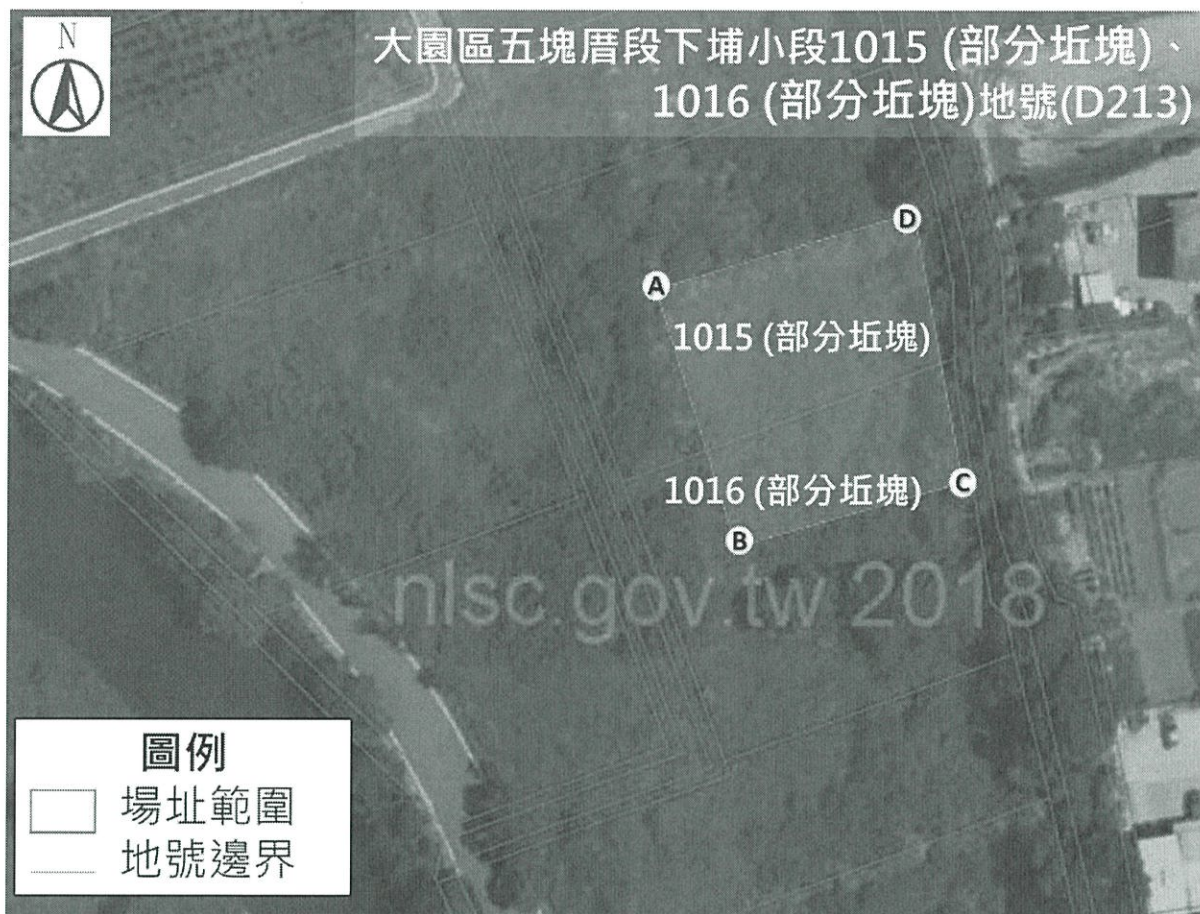 N
大園區五塊厝段下埔小段1015 (部分坵塊)、
1016 (部分坵塊)地號(D213)
D
A
1015 (部分坵塊)
1016 (部分坵塊)
C
B
nlsc.gov.tw 2018
圖例
場址範圍
地號邊界